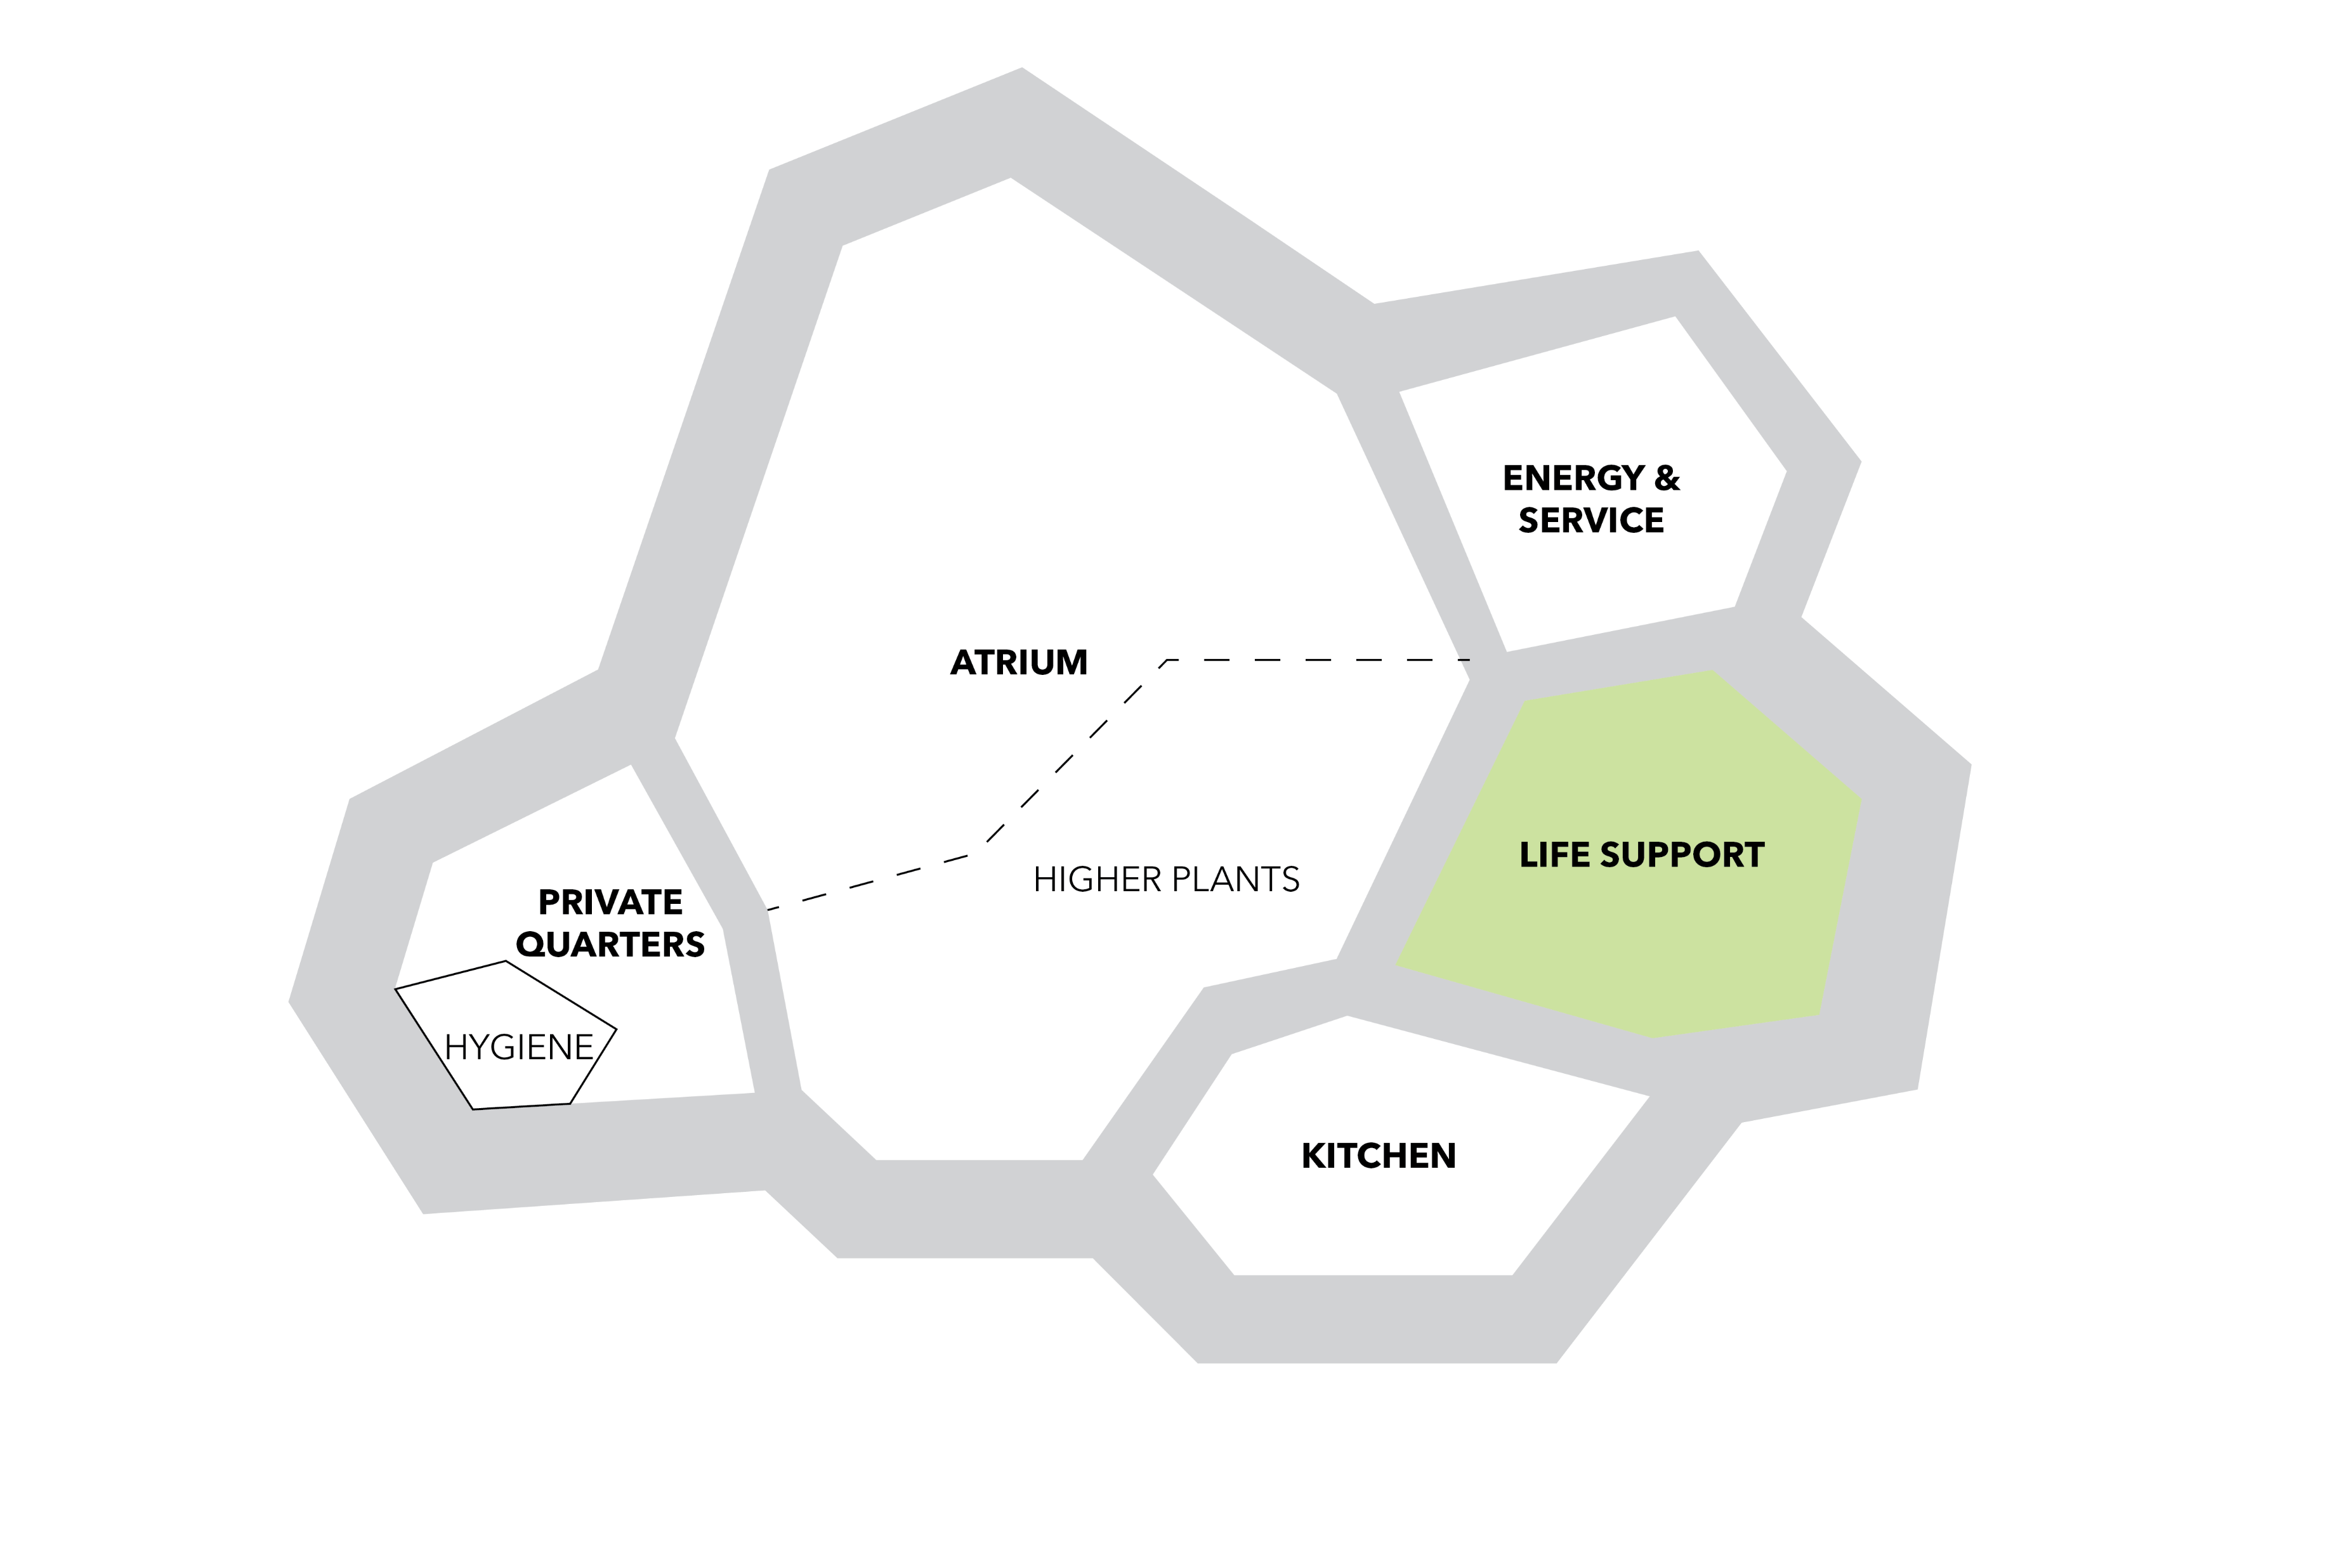 ENERGY &
SERVICE
ATRIUM
LIFE SUPPORT
HIGHER PLANTS
PRIVATE
QUARTERS
HYGIENE
KITCHEN